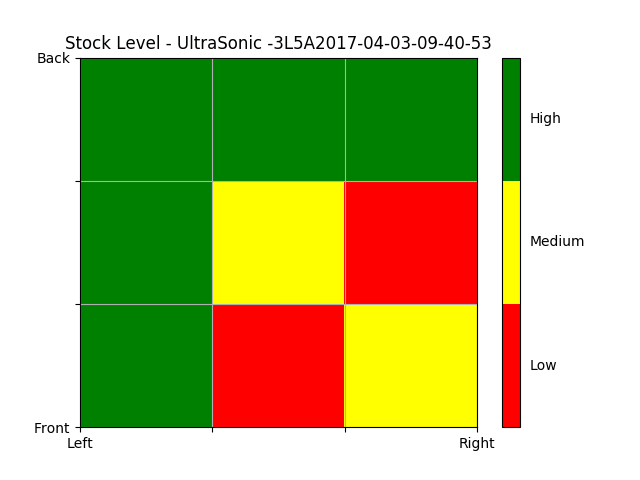 Stock Level - UltraSonic -3L5A2017-04-03-09-40-53
Back
High
Medium
Low
Front
Left
Right